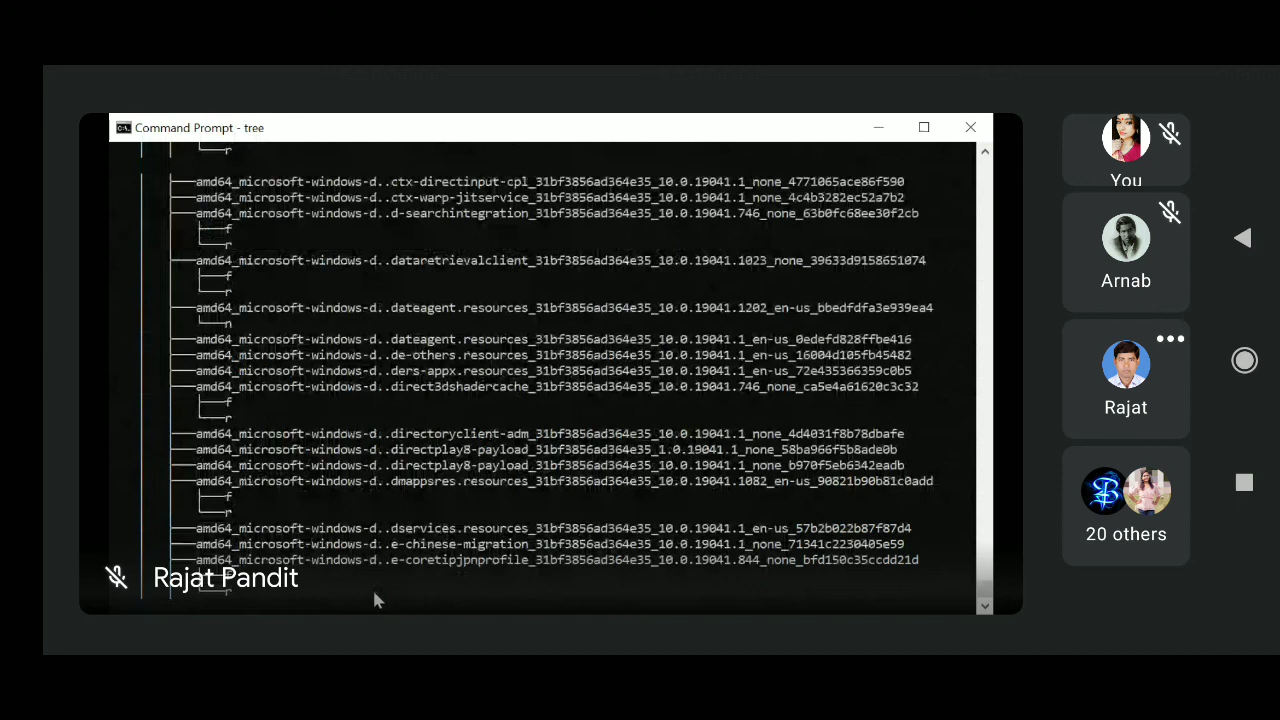 Command Prompt - tree
r
amd64_microsoft-windows-d..ctx-directinput-cpl_31bf3856ad364e35_10.0.19041.1_none_4771065ace86f590
amd64_microsoft-windows-d..ctx-warp-jitservice_31bf3856ad364e35_10.0.19041.1_none_4c4b3282ec52a7b2
amd64_microsoft-windows-d..d-searchintegration_31bf3856ad364e35_10.0.19041.746_none_63b0fc68ee30f2cb
f
r
amd64_microsoft-windows-d..dataretrievalclient_31bf3856ad364e35_10.0.19041.1023_none_39633d9158651074
f
r
amd64_microsoft-windows-d..dateagent.resources_31bf3856ad364e35_10.0.19041.1202_en-us_bbedfdfa3e939ea4
n
amd64_microsoft-windows-d..dateagent.resources_31bf3856ad364e35_10.0.19041.1_en-us_0edefd828ffbe416
amd64_microsoft-windows-d..de-others.resources_31bf3856ad364e35_10.0.19041.1_en-us_16004d105fb45482
amd64_microsoft-windows-d..ders-appx.resources_31bf3856ad364e35_10.0.19041.1_en-us_72e435366359c0b5
amd64_microsoft-windows-d..direct3dshadercache_31bf3856ad364e35_10.0.19041.746_none_ca5e4a61620c3c32
f
r
amd64_microsoft-windows-d..directoryclient-adm_31bf3856ad364e35_10.0.19041.1_none_4d4031f8b78dbafe
amd64_microsoft-windows-d..directplay8-payload_31bf3856ad364e35_1.0.19041.1_none_58ba966f5b8ade0b
amd64_microsoft-windows-d..directplay8-payload_31bf3856ad364e35_10.0.19041.1_none_b970f5eb6342eadb
amd64_microsoft-windows-d..dmappsres.resources_31bf3856ad364e35_10.0.19041.1082_en-us_90821b90b81c0add
f
r
amd64_microsoft-windows-d..dservices.resources_31bf3856ad364e35_10.0.19041.1_en-us_57b2b022b87f87d4
amd64_microsoft-windows-d..e-chinese-migration_31bf3856ad364e35_10.0.19041.1_none_71341c2230405e59
amd64_microsoft-windows-d..e-coretipjpnprofile_31bf3856ad364e35_10.0.19041.844_none_bfd150c35ccdd21d
r
Rajat Pandit
You
Arnab
Rajat
20 others